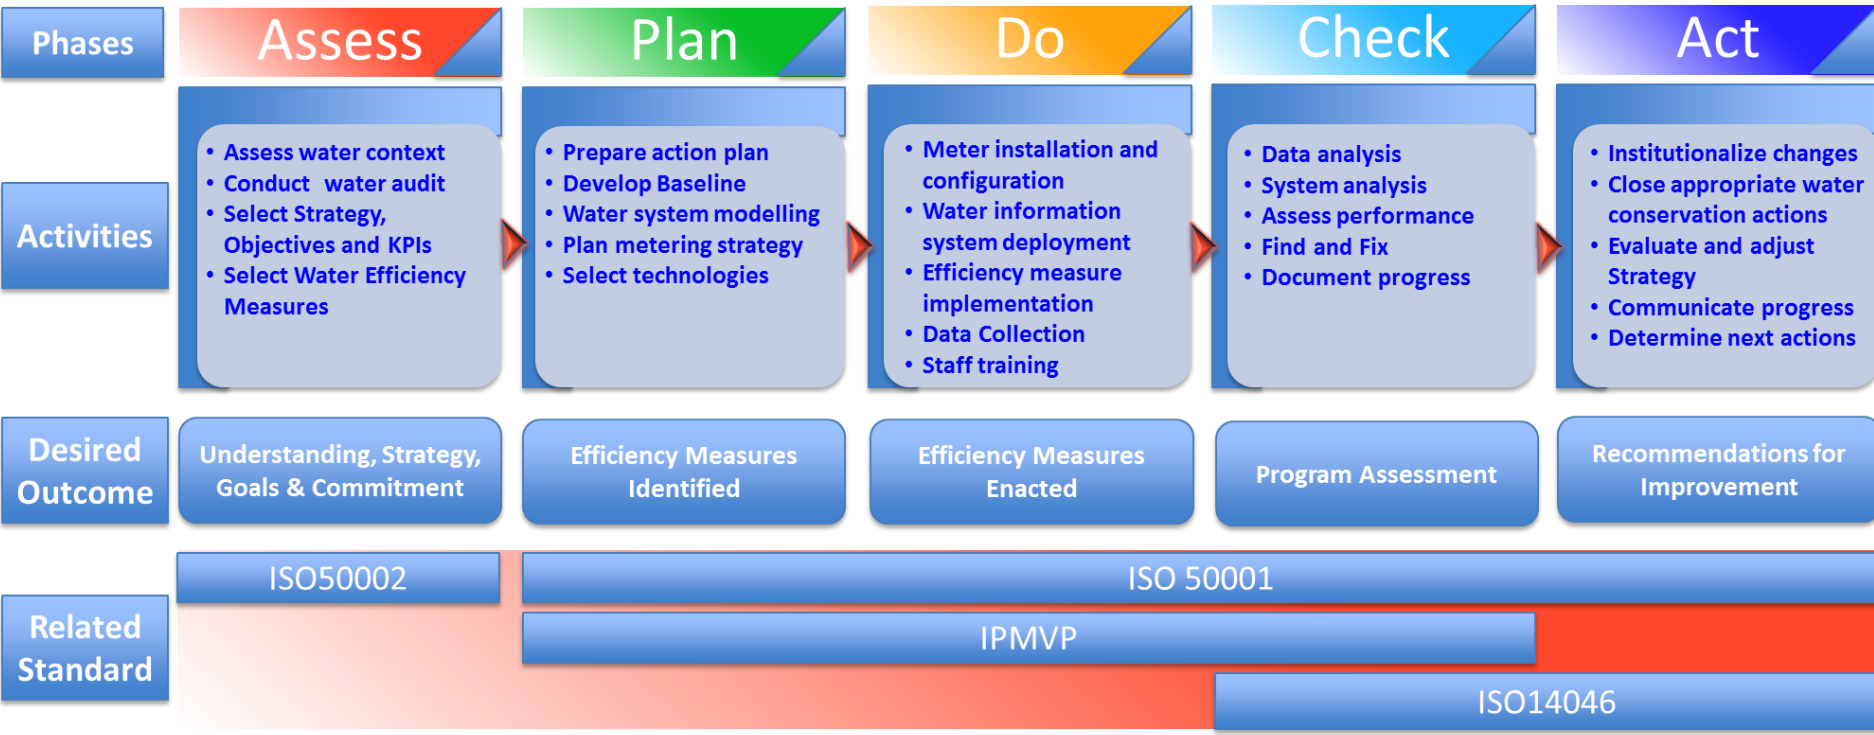 Phases
Assess
Plan
Do
Check
Act
Activities
• Assess water context
• Conduct water audit
• Select Strategy,
Objectives and KPIs
• Select Water Efficiency
Measures
• Prepare action plan
• Develop Baseline
• Water system modelling
• Plan metering strategy
• Select technologies
• Meter installation and
configuration
• Water information
system deployment
• Efficiency measure
implementation
• Data Collection
• Staff training
• Data analysis
• System analysis
• Assess performance
• Find and Fix
• Document progress
• Institutionalize changes
• Close appropriate water
conservation actions
• Evaluate and adjust
Strategy
• Communicate progress
• Determine next actions
Desired
Outcome
Understanding, Strategy,
Goals & Commitment
Efficiency Measures
Identified
Efficiency Measures
Enacted
Program Assessment
Recommendations for
Improvement
Related
Standard
ISO50002
ISO 50001
IPMVP
ISO14046